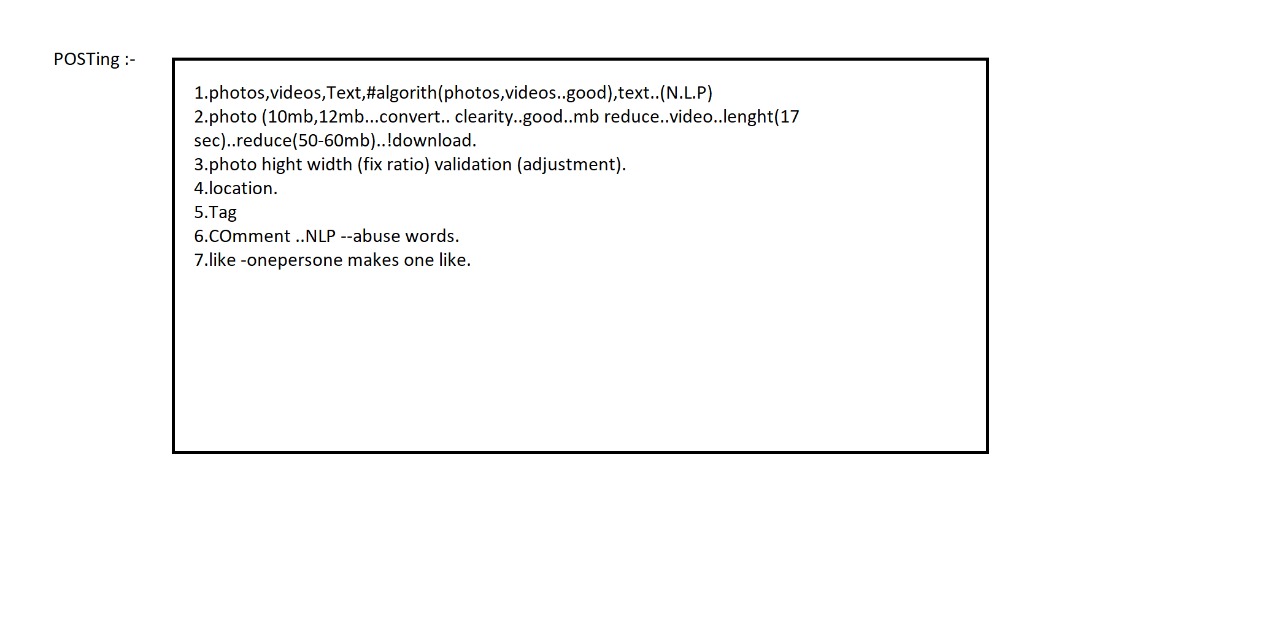 POSTing :-
1.photos,videos,Text,#algorith(photos,videos..good),text..(N.L.P)
2.photo (10mb,12mb...convert.. clearity..good..mb reduce..video..lenght(17
sec)..reduce(50-60mb)..!download.
3.photo hight width (fix ratio) validation (adjustment).
4.location.
5.Tag
6.COmment ..NLP --abuse words.
7.like -onepersone makes one like.